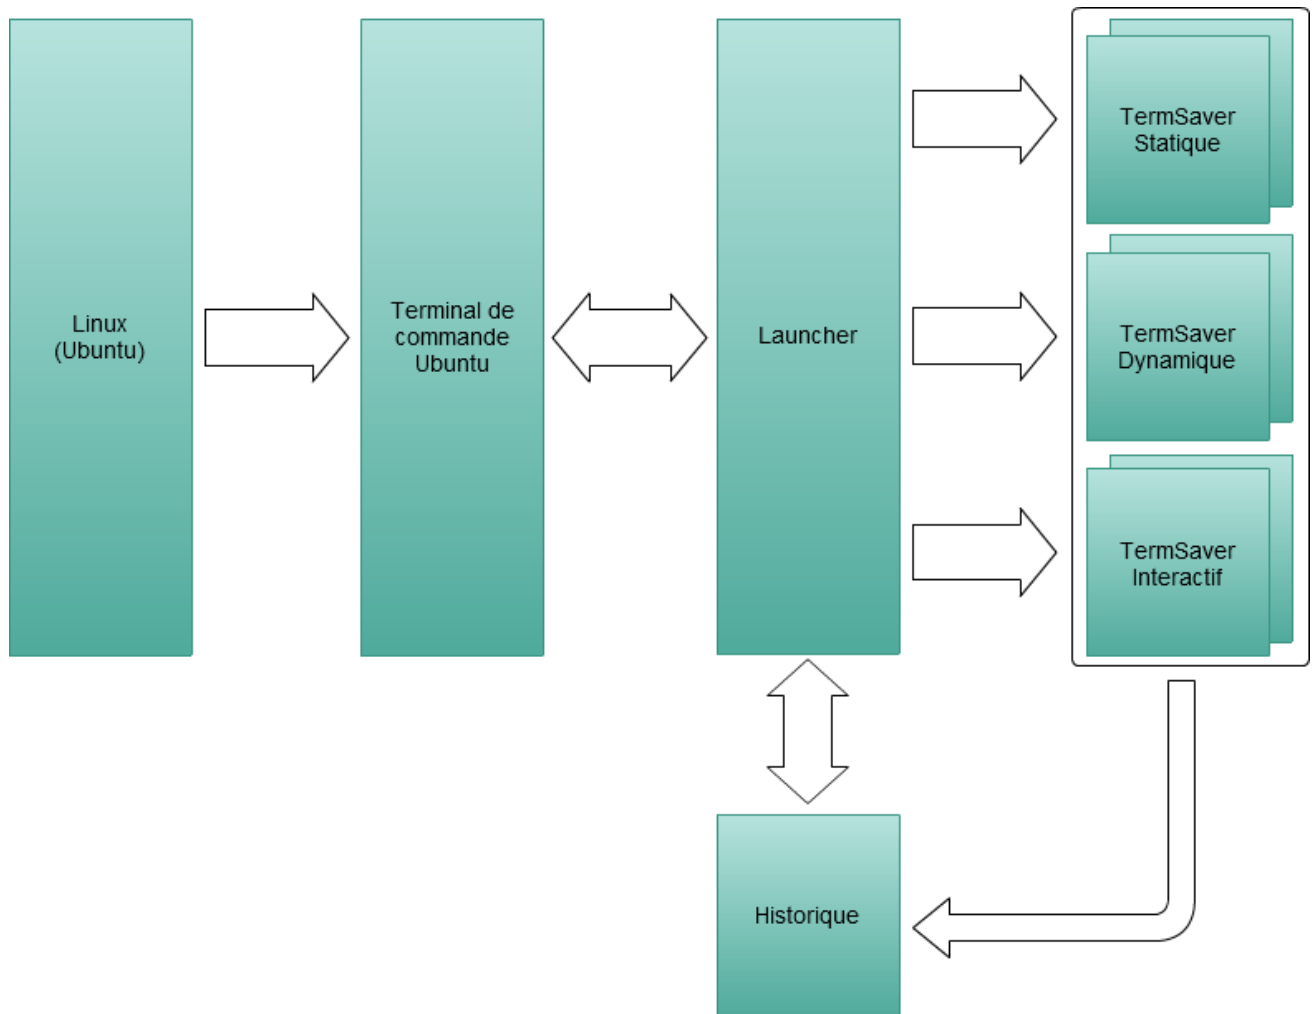 Linux
(Ubuntu)
Terminal de
commande
Ubuntu
Launcher
TermSaver
Statique
TermSaver
Dynamique
TermSaver
Interactif
Historique